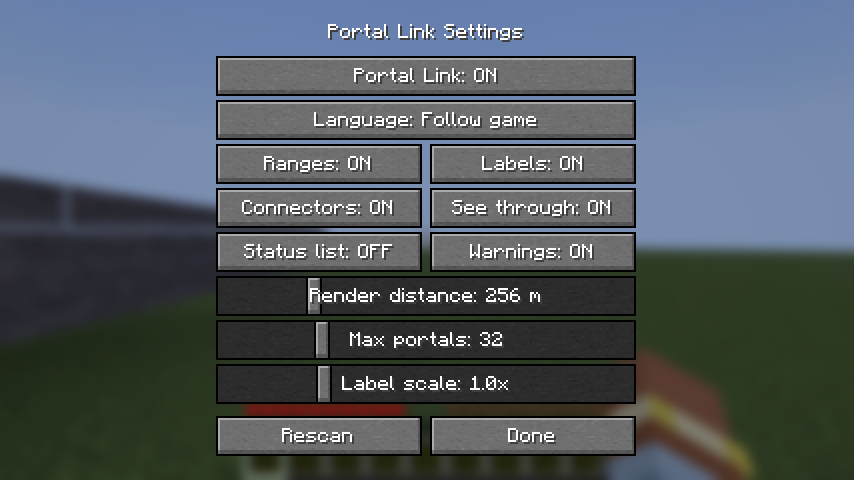 Portal Link Settings
Portal Link: ON
Language: Follow game
Ranges: ON
Labels: ON
Connectors: ON
See through: ON
Status list: OFF
Warnings: ON
Render distance: 256 m
Max portals: 32
Label scale: 1.0x
Rescan
Done